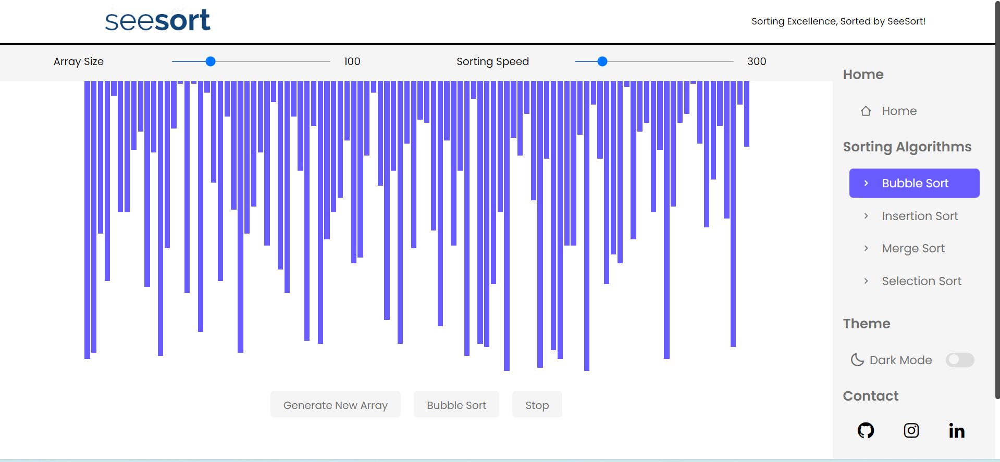 seesort
Sorting Excellence, Sorted by SeeSort!
Array Size 100 Sorting Speed 300
Home
Home
Sorting Algorithms
Bubble Sort
Insertion Sort
Merge Sort
Selection Sort
Theme
Dark Mode
Contact
in
Generate New Array Bubble Sort Stop